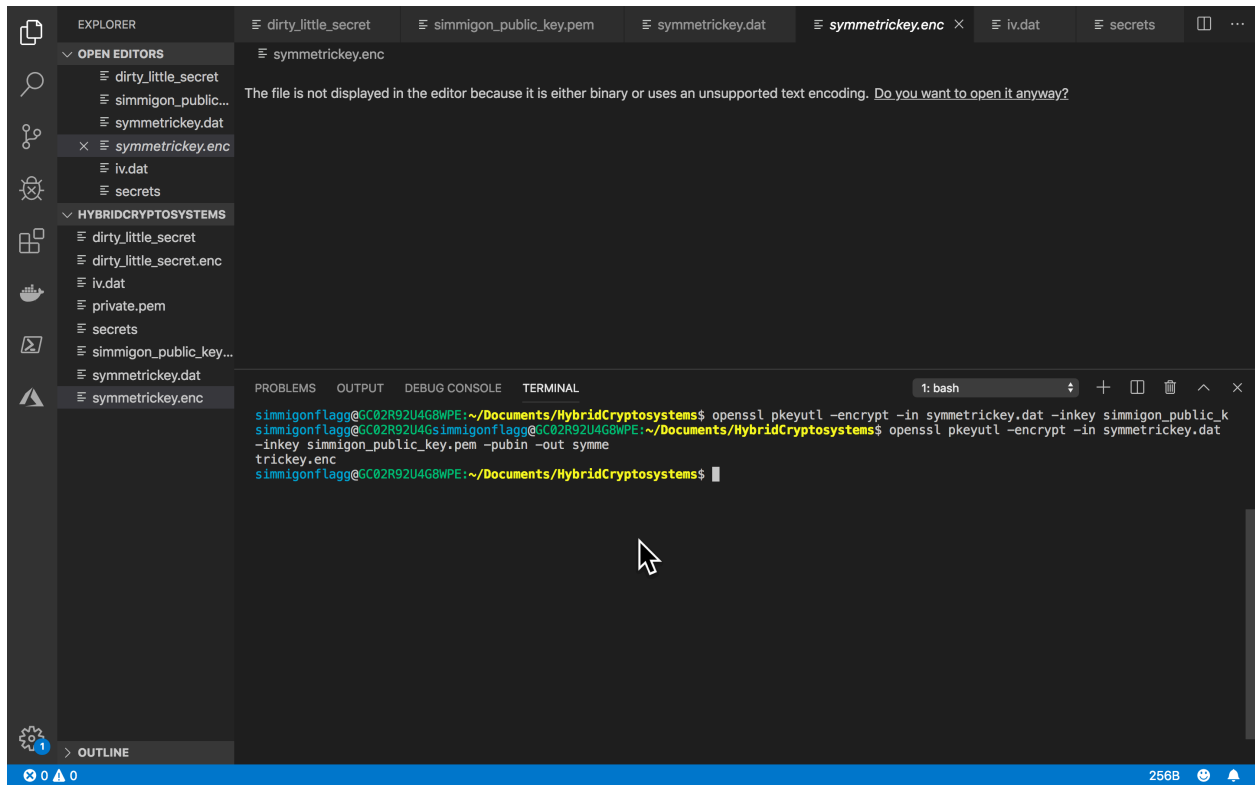 EXPLORER
OPEN EDITORS
dirty_little_secret
simmigon_public...
symmetrickey.dat
symmetrickey.enc
iv.dat
secrets
HYBRIDCRYPTOSYSTEMS
dirty_little_secret
dirty_little_secret.enc
iv.dat
private.pem
secrets
simmigon_public_key...
symmetrickey.dat
symmetrickey.enc
OUTLINE
dirty_little_secret simmigon_public_key.pem symmetrickey.dat symmetrickey.enc iv.dat secrets
symmetrickey.enc
The file is not displayed in the editor because it is either binary or uses an unsupported text encoding. Do you want to open it anyway?
PROBLEMS OUTPUT DEBUG CONSOLE TERMINAL 1: bash
simmigonflagg@GC02R92U4G8WPE:~/Documents/HybridCryptosystems$ openssl pkeyutl -encrypt -in symmetrickey.dat -inkey simmigon_public_k
simmigonflagg@GC02R92U4Gsimmigonflagg@GC02R92U4G8WPE:~/Documents/HybridCryptosystems$ openssl pkeyutl -encrypt -in symmetrickey.dat
-inkey simmigon_public_key.pem -pubin -out symme
trickey.enc
simmigonflagg@GC02R92U4G8WPE:~/Documents/HybridCryptosystems$
1
0 0
256B